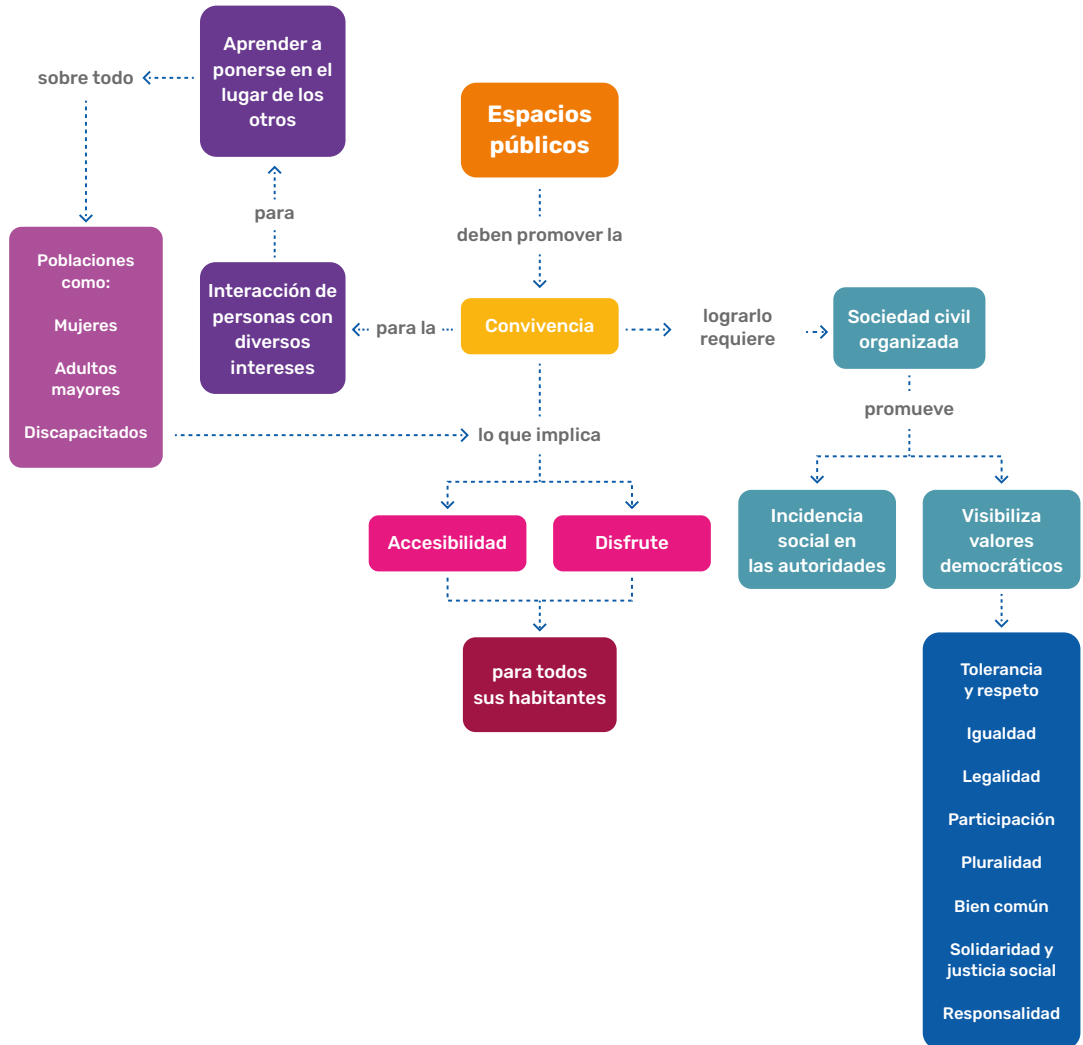 Aprender a
ponerse en el
lugar de los
otros
sobre todo
Espacios
públicos
para
deben promover la
Poblaciones
como:
Mujeres
Adultos
mayores
Discapacitados
Interacción de
personas con
diversos
intereses
para la
Convivencia
lograrlo
requiere
Sociedad civil
organizada
promueve
lo que implica
Accesibilidad
Disfrute
Incidencia
social en
las autoridades
Visibiliza
valores
democráticos
para todos
sus habitantes
Tolerancia
y respeto
Igualdad
Legalidad
Participación
Pluralidad
Bien común
Solidaridad y
justicia social
Responsalidad